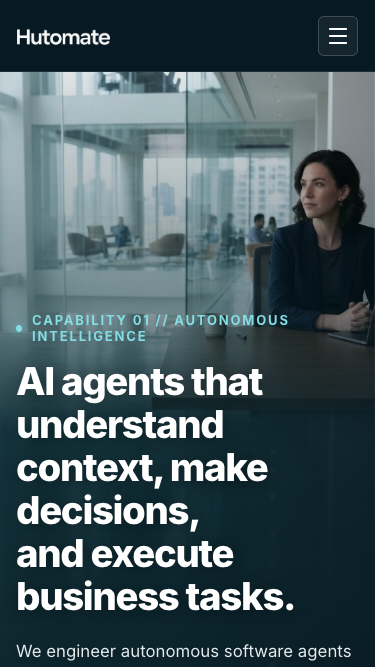 Hutomate
CAPABILITY 01 // AUTONOMOUS
INTELLIGENCE
AI agents that
understand
context, make
decisions,
and execute
business tasks.
We engineer autonomous software agents